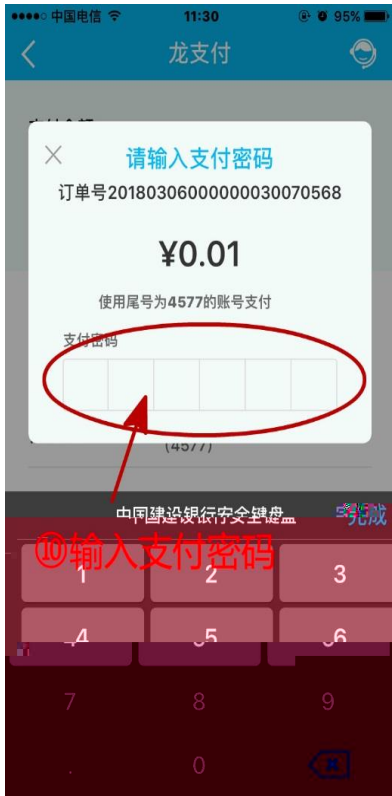 中国电信 11:30 95%
龙支付
请输入支付密码
订单号20180306000000030070568
¥0.01
使用尾号为4577的账号支付
支付密码
(4577)
中国建设银行安全键盘 完成
⑩输入支付密码
1 2 3
4 5 6
7 8 9
. 0